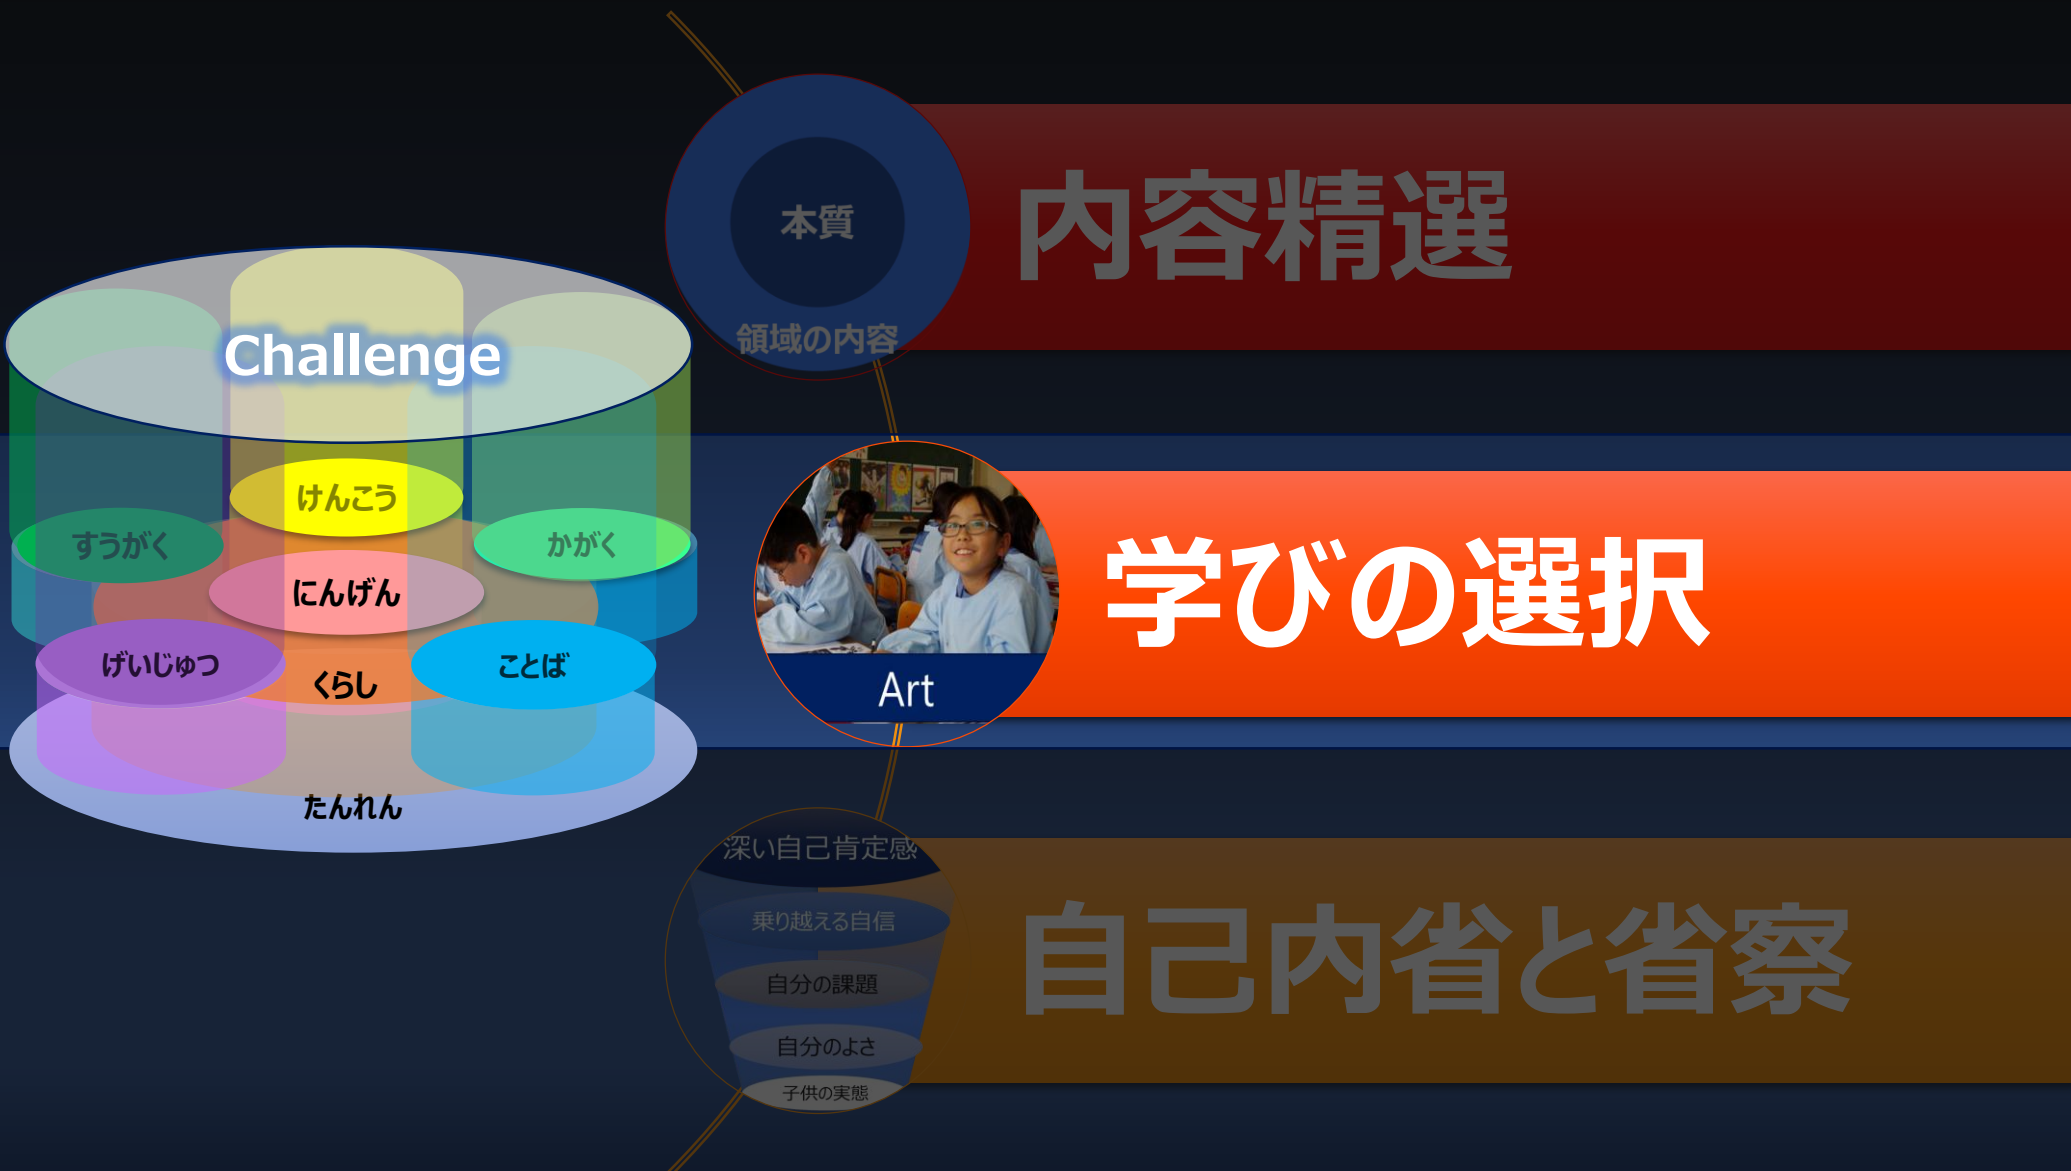 本質
領域の内容
内容精選
Challenge
けんこう
すうがく
かがく
にんげん
げいじゅつ
くらし
ことば
たんれん
Art
学びの選択
深い自己肯定感
乗り越える自信
自分の課題
自分のよさ
子供の実態
自己内省と省察